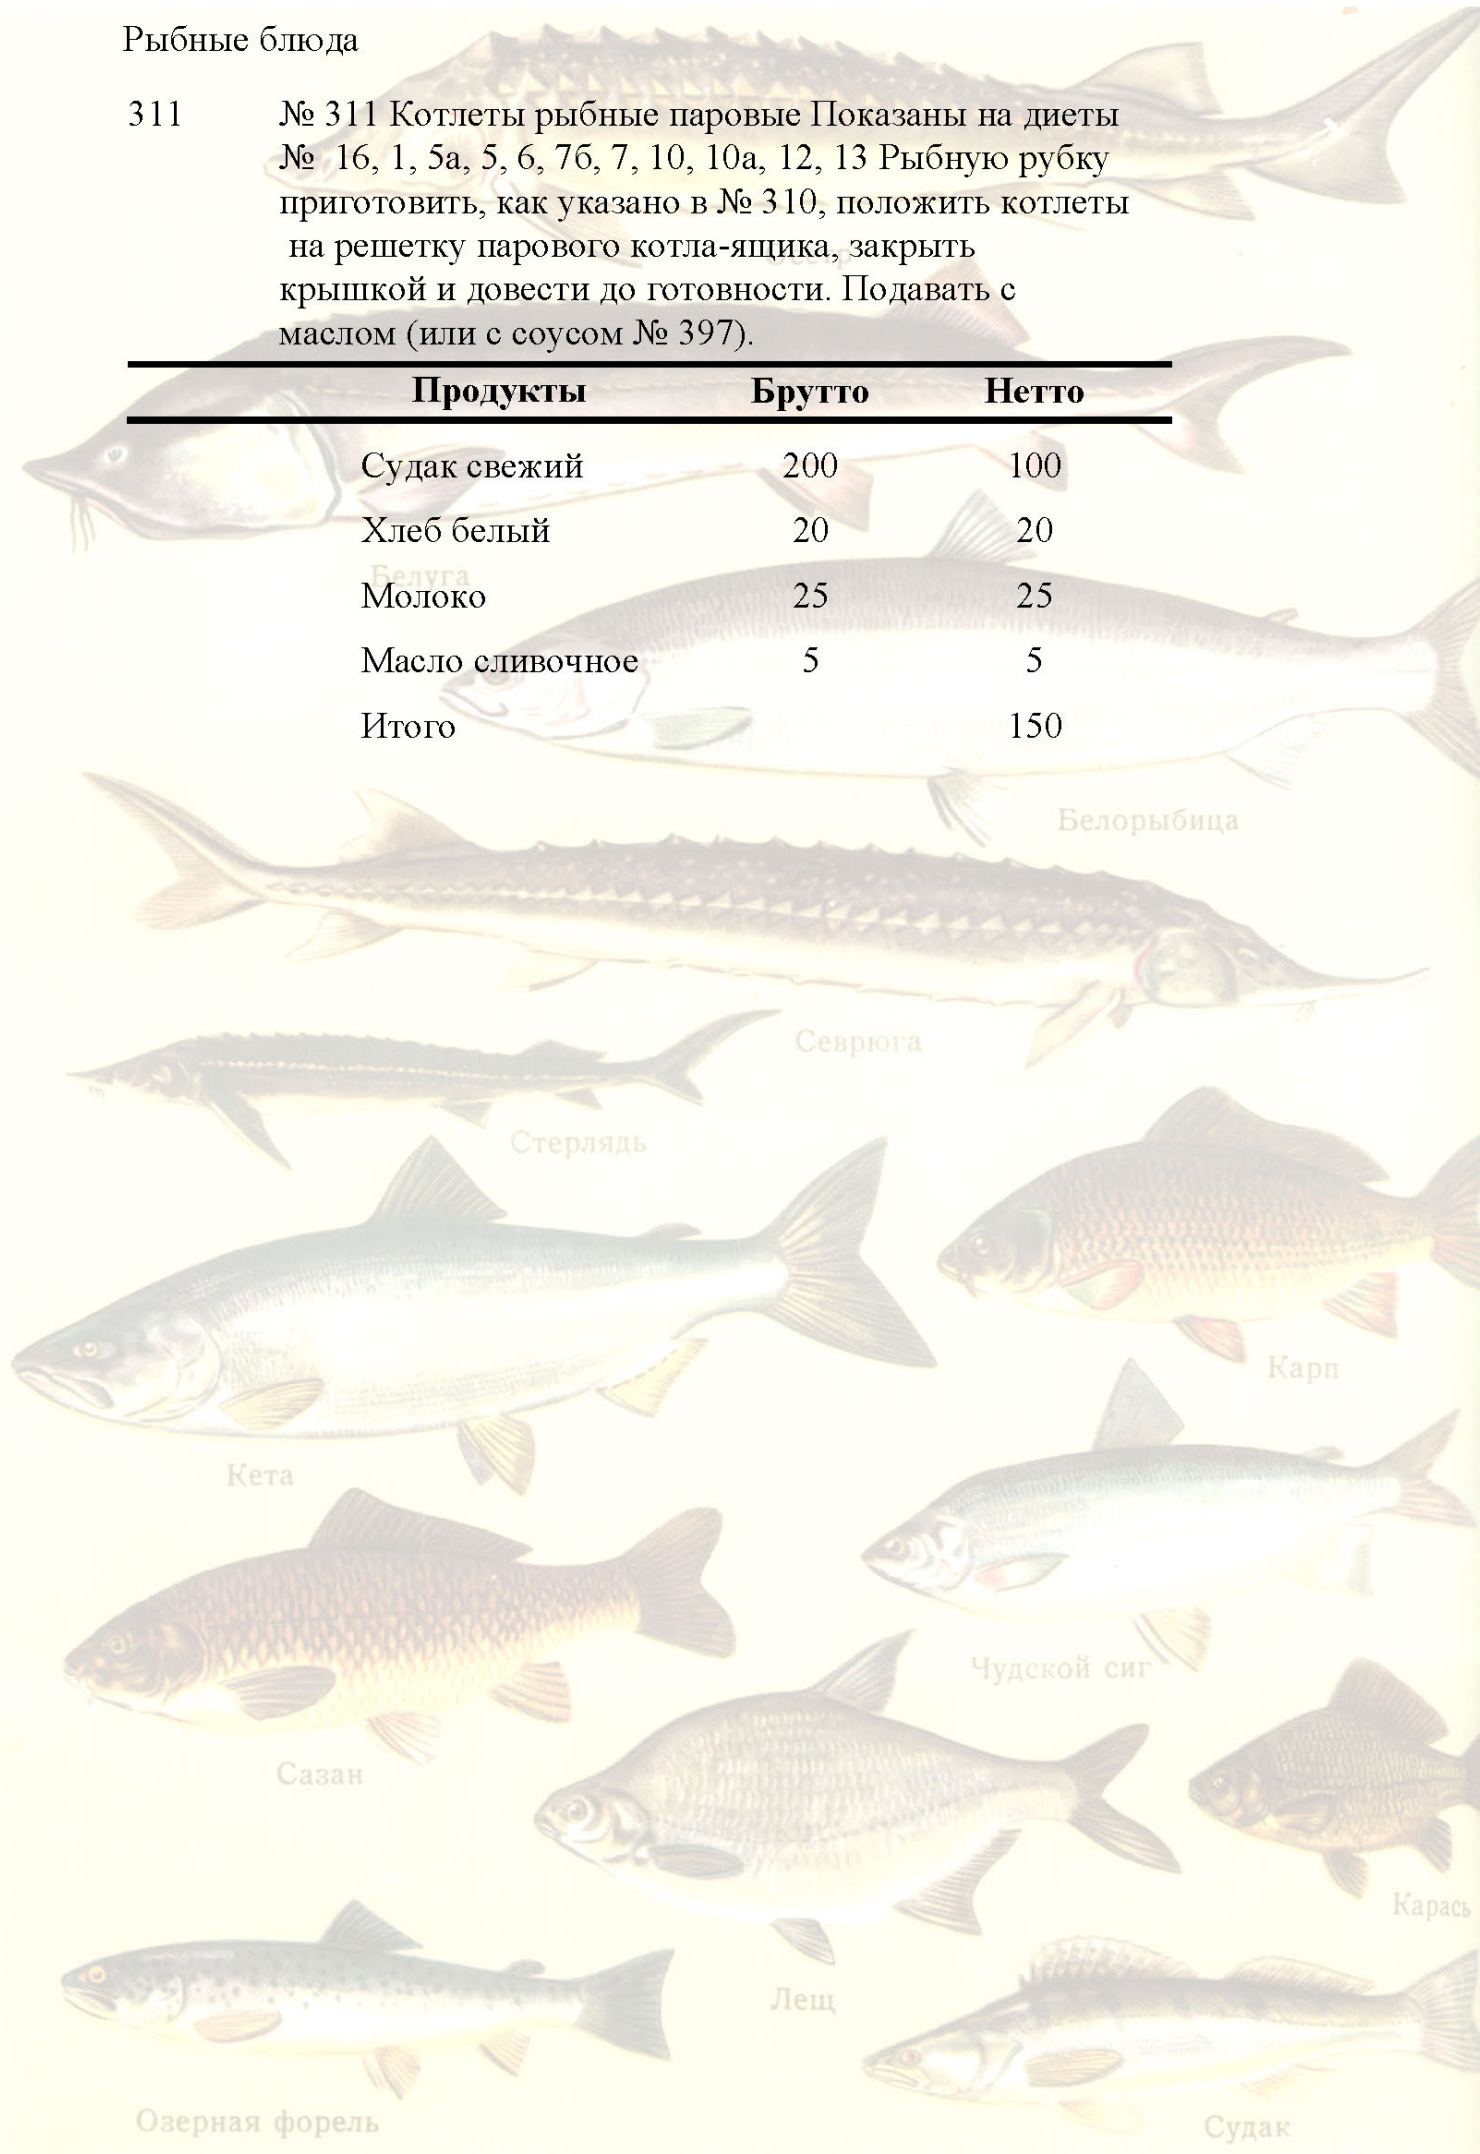 Рыбные блюда
311 № 311 Котлеты рыбные паровые Показаны на диеты
№ 16, 1, 5а, 5, 6, 7б, 7, 10, 10а, 12, 13 Рыбную рубку
приготовить, как указано в № 310, положить котлеты
на решетку парового котла-ящика, закрыть
крышкой и довести до готовности. Подавать с
маслом (или с соусом № 397).
Продукты Брутто Нетто
Судак свежий 200 100
Хлеб белый 20 20
Белуга
Молоко 25 25
Масло сливочное 5 5
Итого 150
Белорыбица
Севрюга
Стерлядь
Карп
Кета
Чудской сиг
Сазан
Карась
Лещ
Озерная форель
Судак